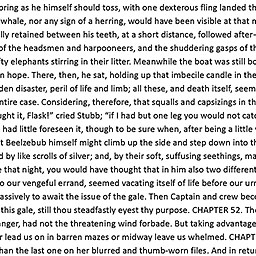 pring as he himself should toss, with one dexterous fling landed th
whale, nor any sign of a herring, would have been visible at that m
lly retained between his teeth, at a short distance, followed after-
of the headsmen and harpooneers, and the shuddering gasps of th
ty elephants stirring in their litter. Meanwhile the boat was still bo
n hope. There, then, he sat, holding up that imbecile candle in the
den disaster, peril of life and limb; all these, and death itself, seem
ntire case. Considering, therefore, that squalls and capsizings in th
ught it, Flask!” cried Stubb; “if I had but one leg you would not catc
had little foreseen it, though to be sure when, after being a little w
t Beelzebub himself might climb up the side and step down into th
d by like scrolls of silver; and, by their soft, suffusing seethings, ma
e that night, you would have thought that in him also two different
o our vengeful errand, seemed vacating itself of life before our urn
assively to await the issue of the gale. Then Captain and crew beco
this gale, still thou steadfastly eyest thy purpose. CHAPTER 52. The
anger, had not the threatening wind forbade. But taking advantage
r lead us on in barren mazes or midway leave us whelmed. CHAPT
han the last one on her blurred and thumb-worn files. And in retur